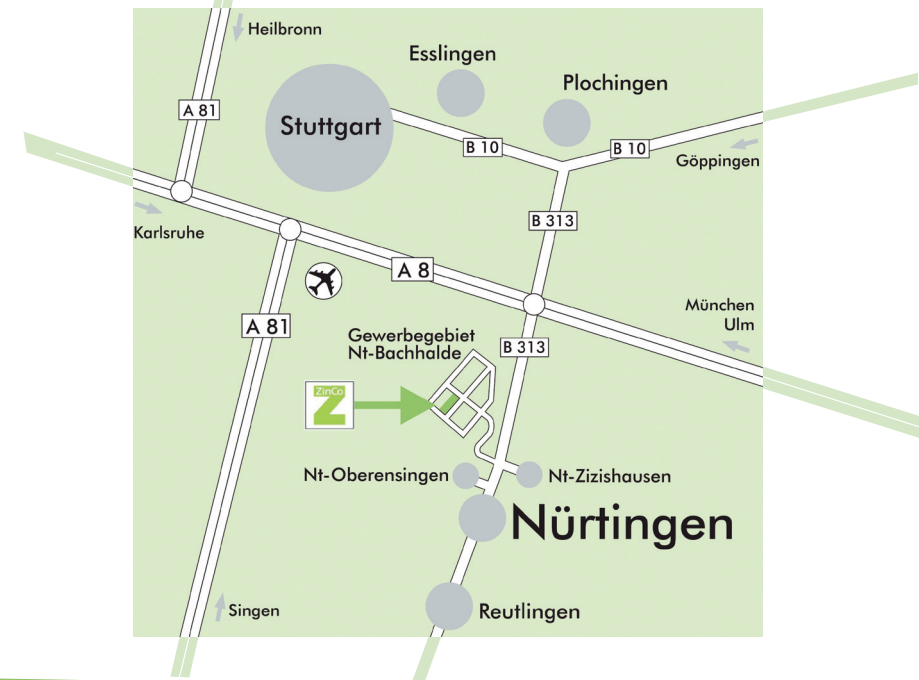 Heilbronn
Esslingen
Plochingen
A 81
Stuttgart
B 10
B 10
Göppingen
B 313
Karlsruhe
A 8
München
Ulm
A 81
Gewerbegebiet
Nt-Bachhalde
B 313
ZinCo
Z
Nt-Oberensingen
Nt-Zizishausen
Nürtingen
Singen
Reutlingen